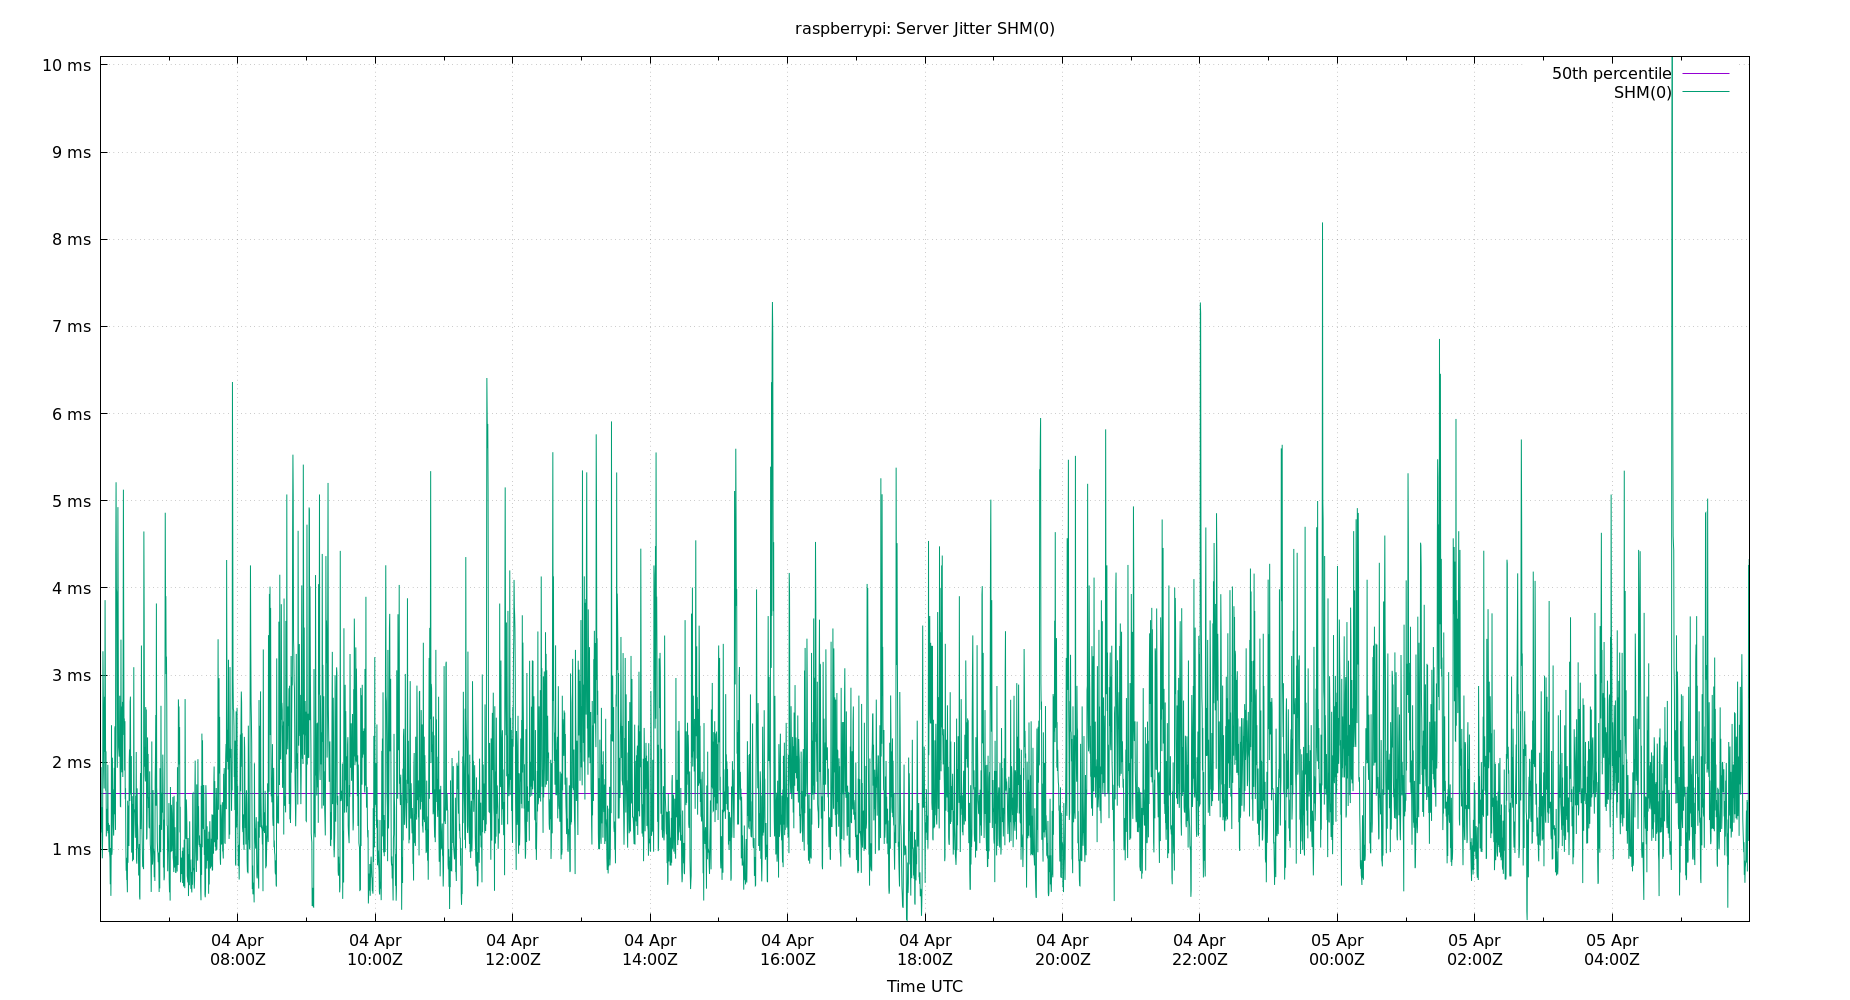 raspberrypi: Server Jitter SHM(0)
10 ms
9 ms
8 ms
7 ms
6 ms
5 ms
4 ms
3 ms
2 ms
1 ms
50th percentile
SHM(0)
04 Apr 04 Apr 04 Apr 04 Apr 04 Apr 04 Apr 04 Apr 04 Apr 05 Apr 05 Apr 05 Apr
08:00Z 10:00Z 12:00Z 14:00Z 16:00Z 18:00Z 20:00Z 22:00Z 00:00Z 02:00Z 04:00Z
Time UTC